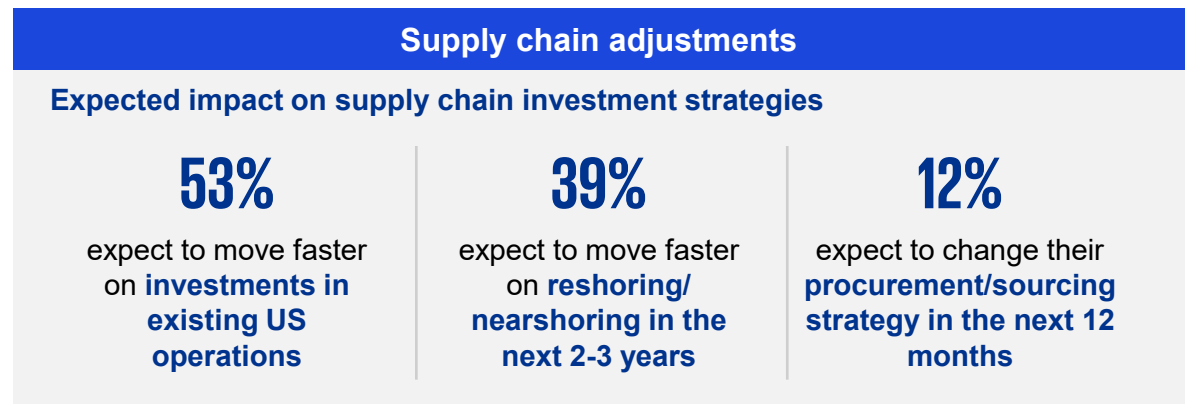 Supply chain adjustments
Expected impact on supply chain investment strategies
53%
expect to move faster
on investments in
existing US
operations
39%
expect to move faster
on reshoring/
nearshoring in the
next 2-3 years
12%
expect to change their
procurement/sourcing
strategy in the next 12
months